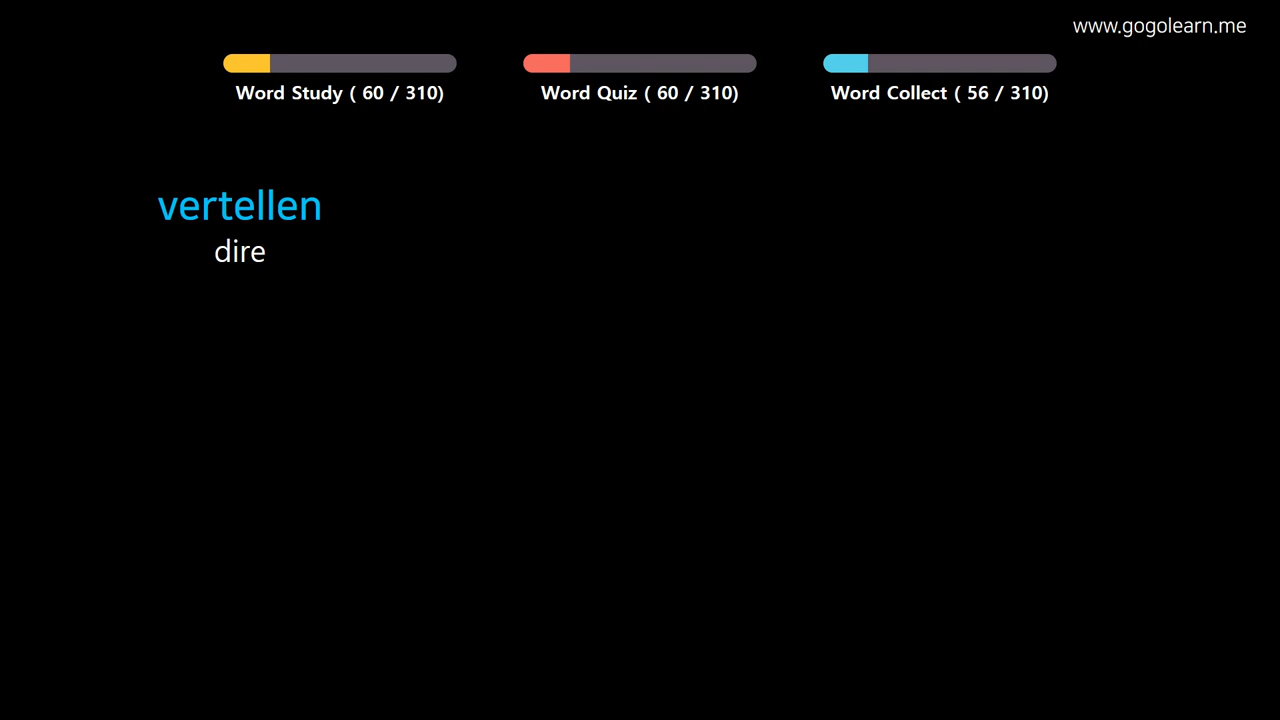 www.gogolearn.me
Word Study ( 60 / 310)
Word Quiz ( 60 / 310)
Word Collect ( 56 / 310)
vertellen
dire